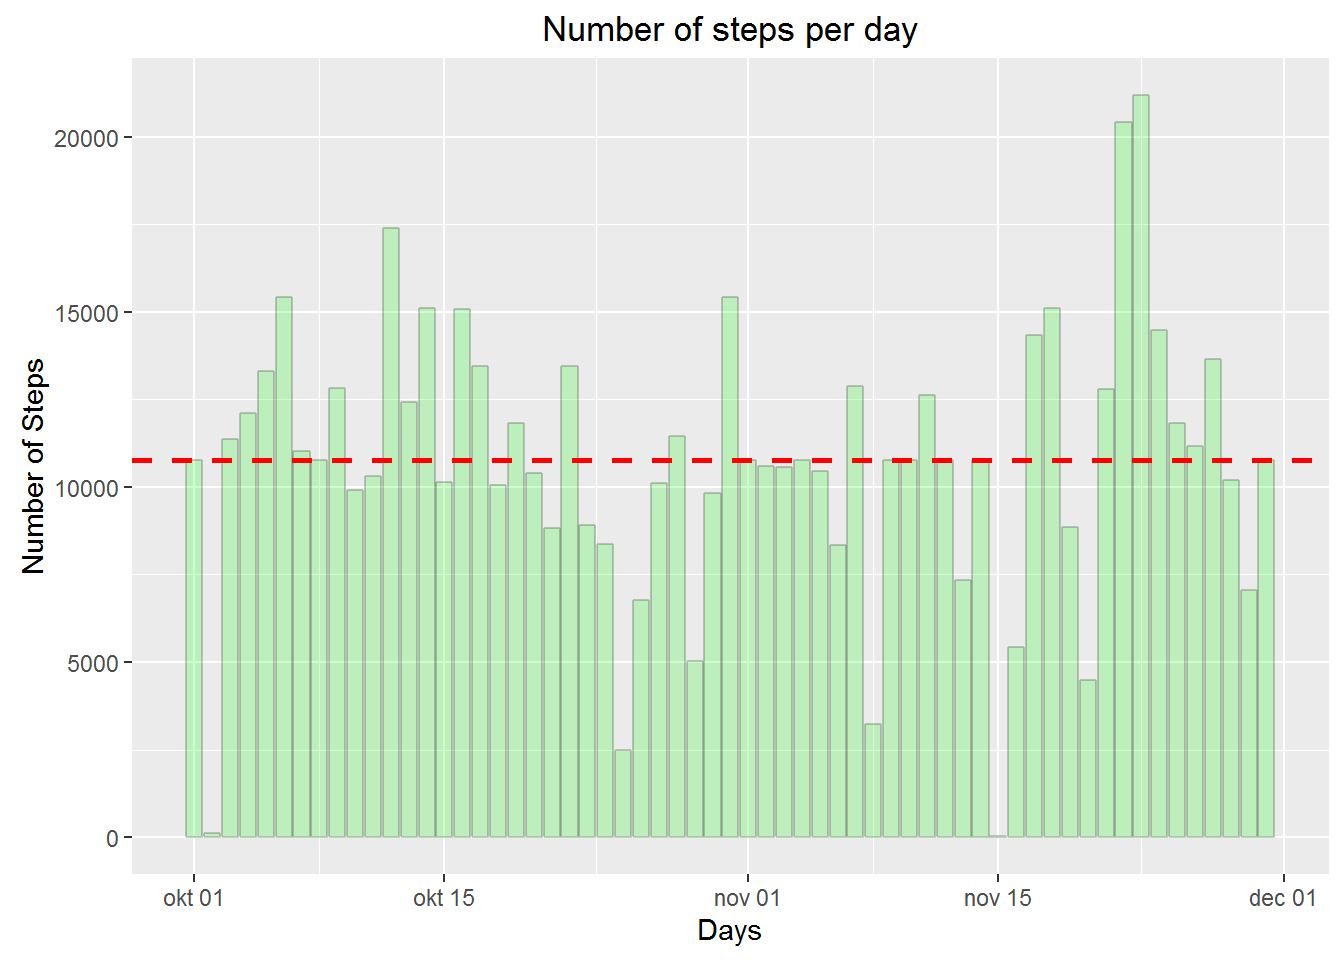 Number of steps per day
Number of Steps
20000
15000
10000
5000
0
okt 01
okt 15
nov 01
nov 15
dec 01
Days